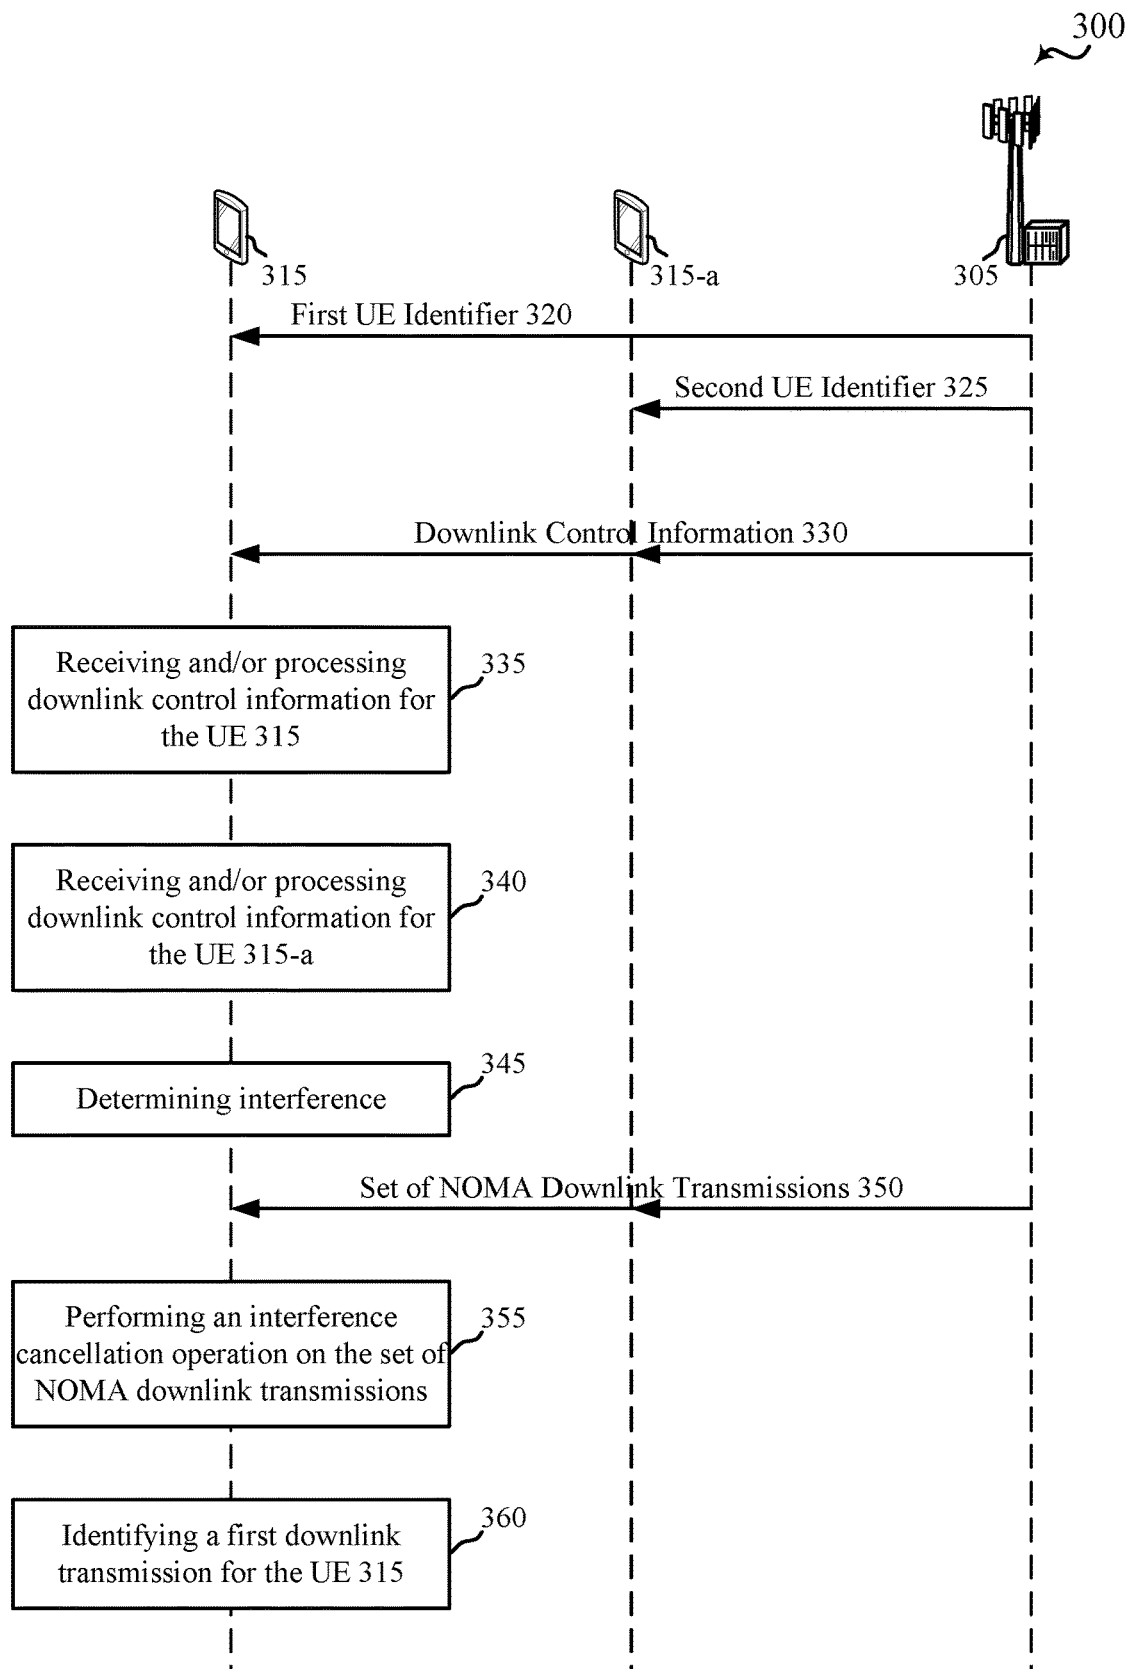 300
315
315-a
305
First UE Identifier 320
Second UE Identifier 325
Downlink Control Information 330
Receiving and/or processing
downlink control information for
the UE 315
335
Receiving and/or processing
downlink control information for
the UE 315-a
340
Determining interference
345
Set of NOMA Downlink Transmissions 350
Performing an interference
cancellation operation on the set of
NOMA downlink transmissions
355
Identifying a first downlink
transmission for the UE 315
360